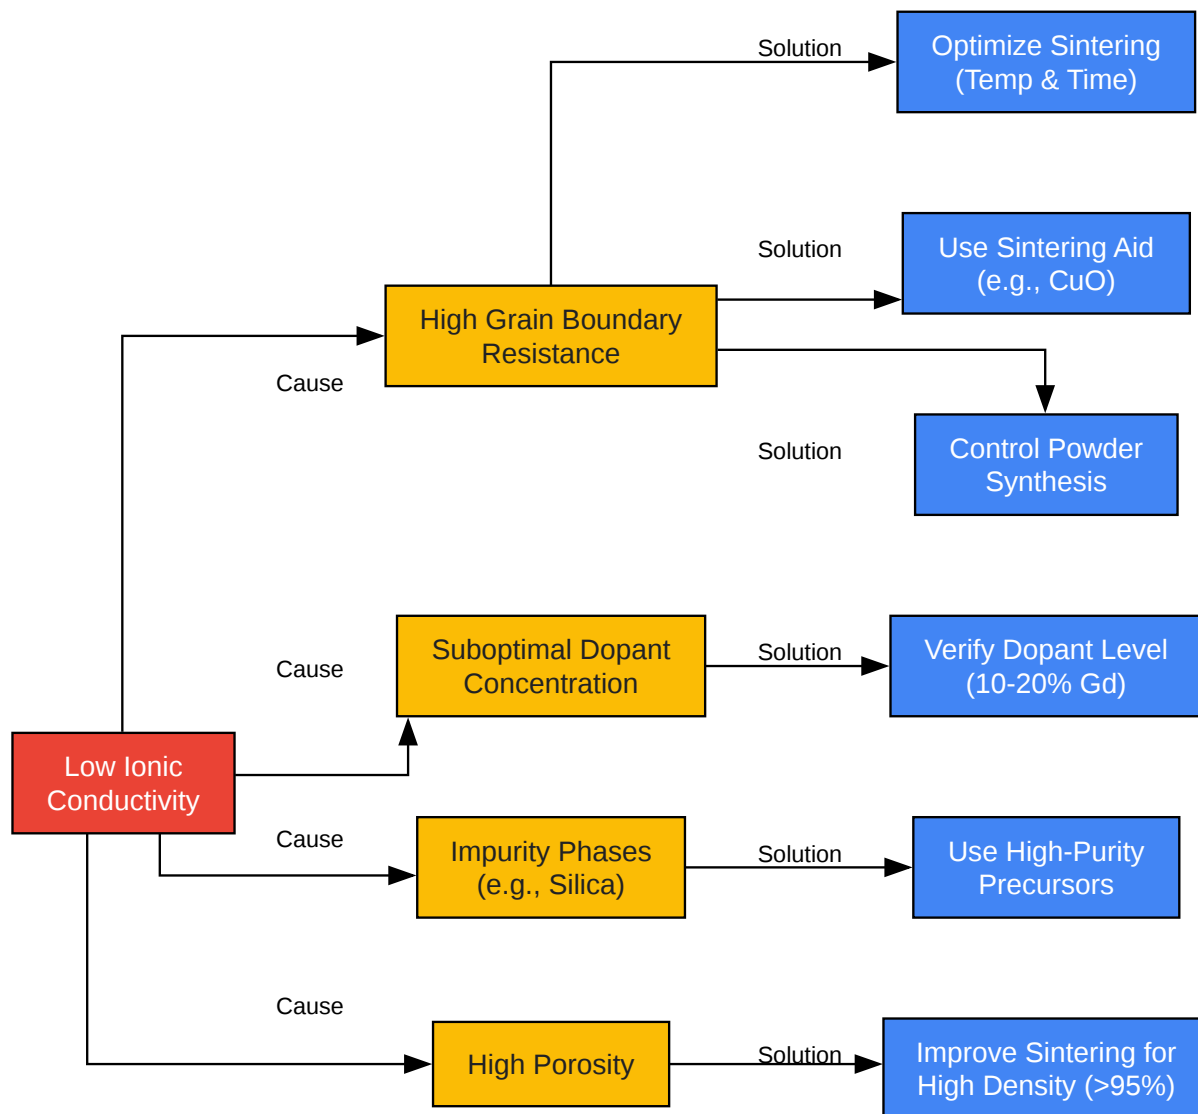 Solution
Optimize Sintering
(Temp & Time)
Solution
Use Sintering Aid
(e.g., CuO)
High Grain Boundary
Resistance
Cause
Solution
Control Powder
Synthesis
Cause
Suboptimal Dopant
Concentration
Solution
Verify Dopant Level
(10-20% Gd)
Low Ionic
Conductivity
Cause
Impurity Phases
(e.g., Silica)
Solution
Use High-Purity
Precursors
Cause
High Porosity
Solution
Improve Sintering for
High Density (>95%)